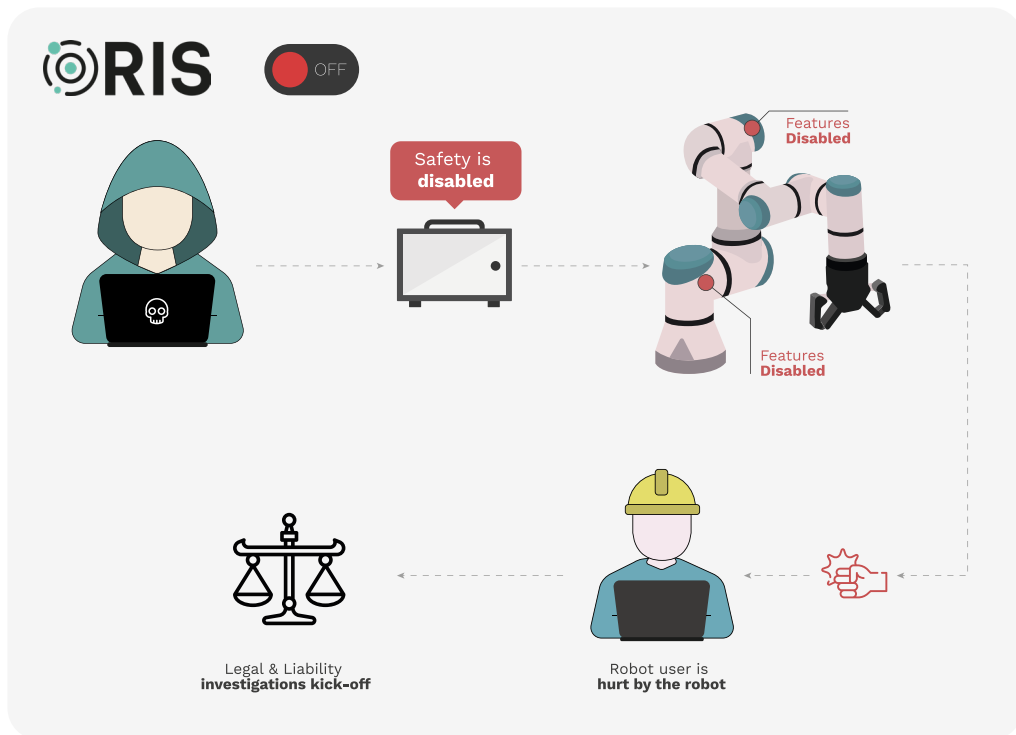 ORIS
OFF
Safety is
disabled
Features
Disabled
Features
Disabled
Legal & Liability
investigations kick-off
Robot user is
hurt by the robot